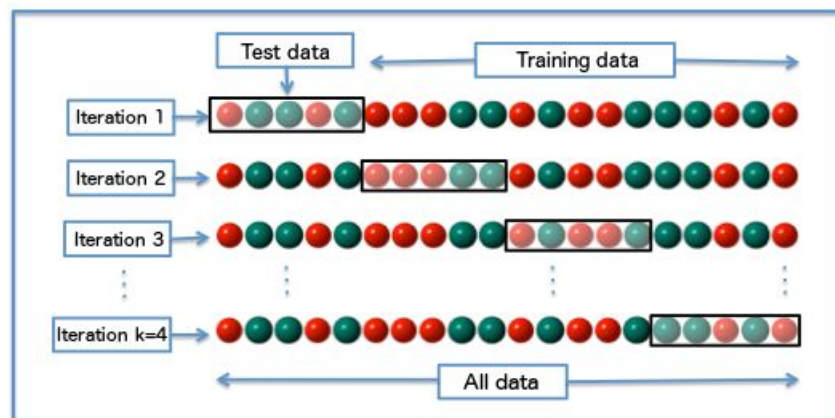 Test data
Training data
Iteration 1
Iteration 2
Iteration 3
Iteration k=4
All data